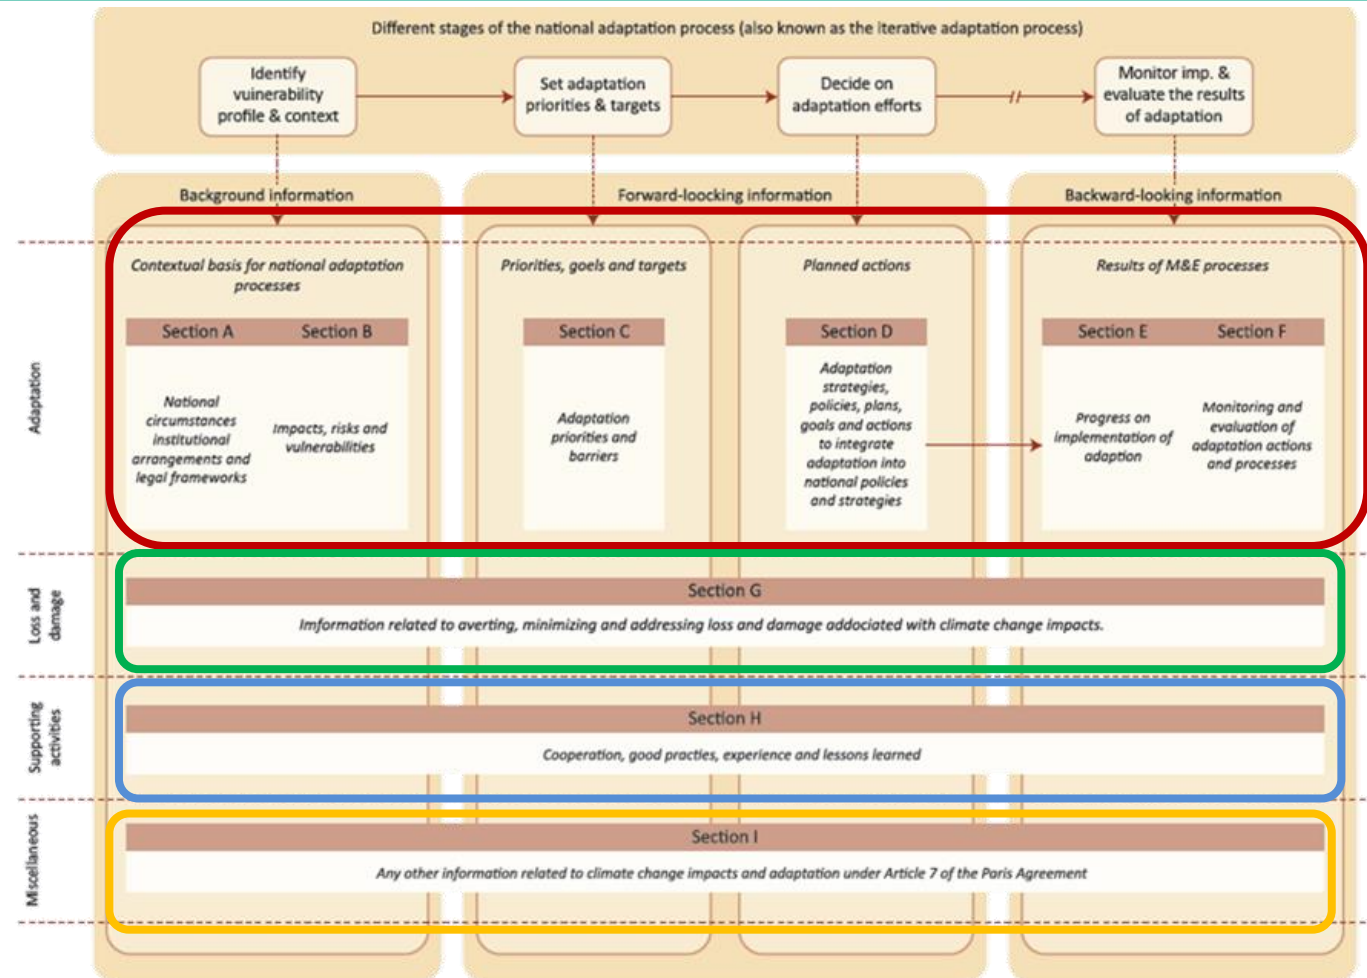 Different stages of the national adaptation process (also known as the iterative adaptation process)
Identify
vuinerability
profile & context
Set adaptation
priorities & targets
Decide on
adaptation efforts
Monitor imp. &
evaluate the results
of adaptation
Background information
Forward-loocking information
Backward-looking information
Adaptation
Contextual basis for national adaptation
processes
Priorities, goels and targets
Planned actions
Results of M&E processes
Section A
Section B
Section C
Section D
Section E
Section F
National
circumstances
institutional
arrangements and
legal frameworks
Impacts, risks and
vulnerabilities
Adaptation
priorities and
barriers
Adaptation
strategies,
policies, plans,
goals and actions
to integrate
adaptation into
national policies
and strategies
Progress on
implementation of
adaption
Monitoring and
evaluation of
adaptation actions
and processes
Loss and
damage
Section G
Imformation related to averting, minimizing and addressing loss and damage addociated with climate change impacts.
Supporting
activities
Section H
Cooperation, good practies, experience and lessons learned
Miscellaneous
Section I
Any other information related to climate change impacts and adaptation under Article 7 of the Paris Agreement